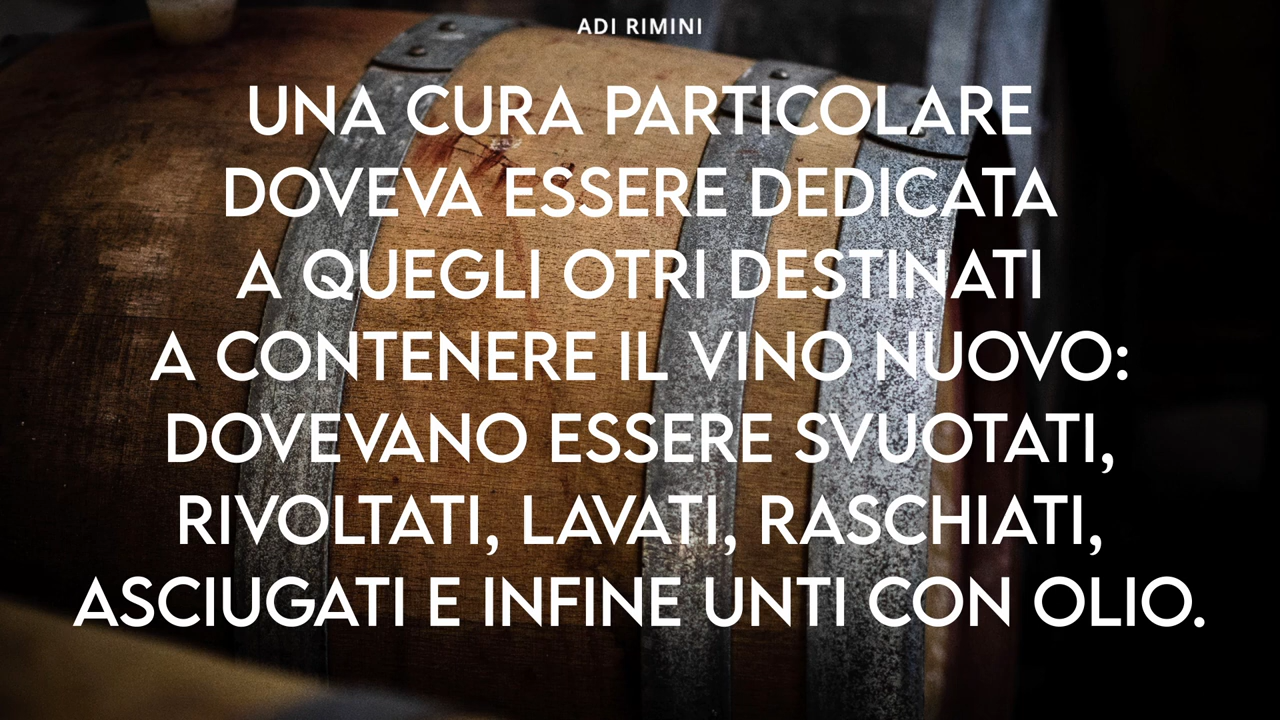 ADI RIMINI
UNA CURA PARTICOLARE
DOVEVA ESSERE DEDICATA
A QUEGLI OTRI DESTINATI
A CONTENERE IL VINO NUOVO:
DOVEVANO ESSERE SVUOTATI,
RIVOLTATI, LAVATI, RASCHIATI,
ASCIUGATI E INFINE UNTI CON OLIO.